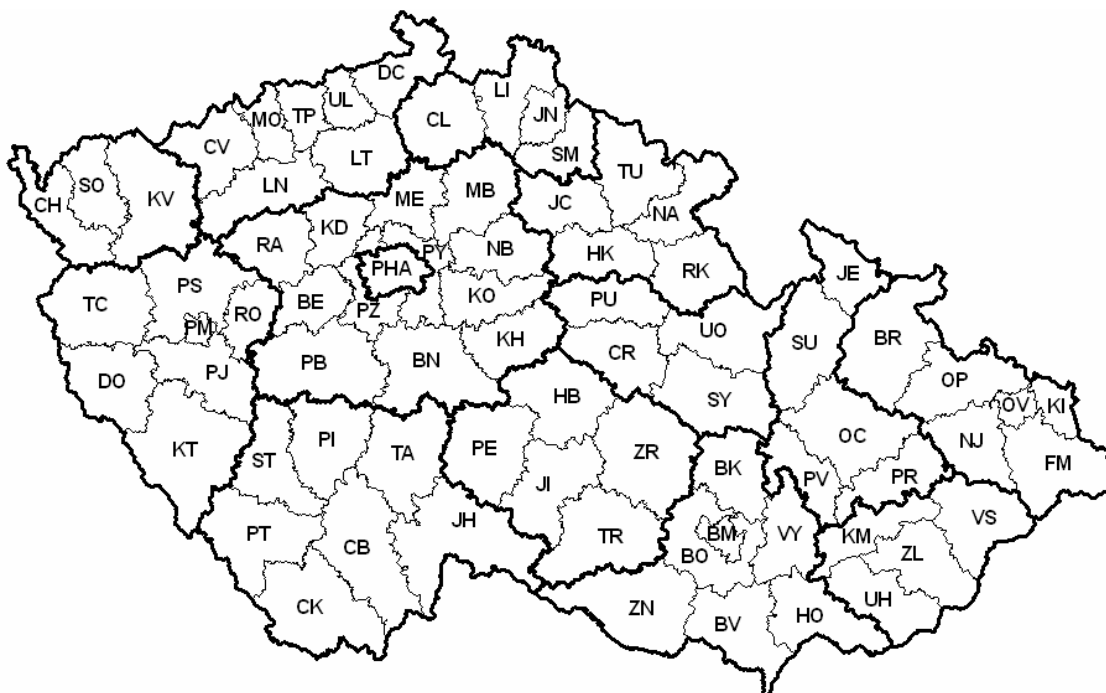 DC
LI
UL
JN
MO
TP
CL
CV
LT
SM
TU
SO
LN
MB
KV
ME
JC
CH
NA
KD
RA
PY
NB
HK
PHA
RK
JE
PS
KO
TC
BE
PU
RO
PZ
PM
UO
BR
KH
SU
CR
PB
BN
PJ
DO
OP
HB
SY
OV
KI
PI
OC
NJ
KT
ST
TA
PE
ZR
FM
BK
PV
PR
JI
VS
JH
PT
TR
BM
VY
KM
CB
BO
ZL
UH
CK
ZN
HO
BV